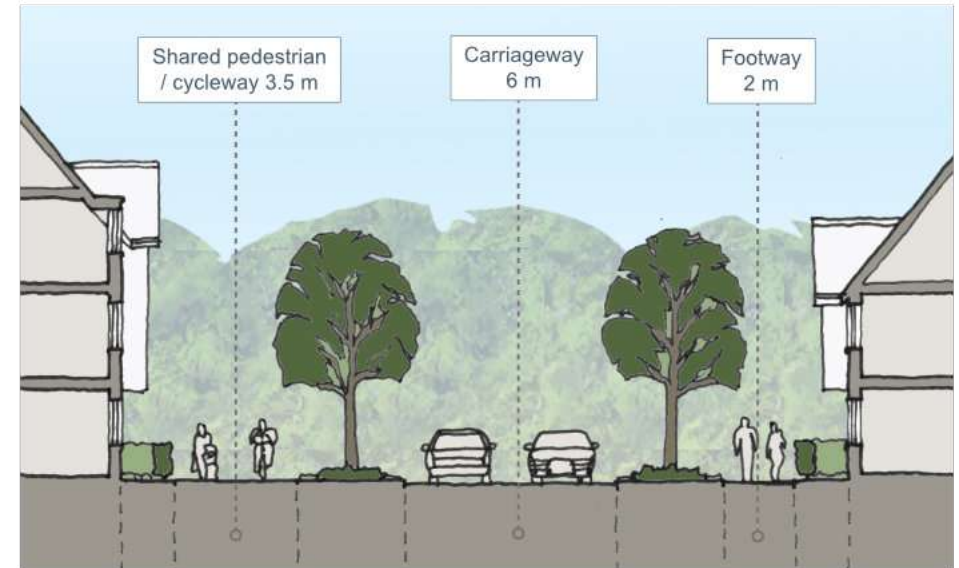 Shared pedestrian
/ cycleway 3.5 m
Carriageway
6 m
Footway
2 m